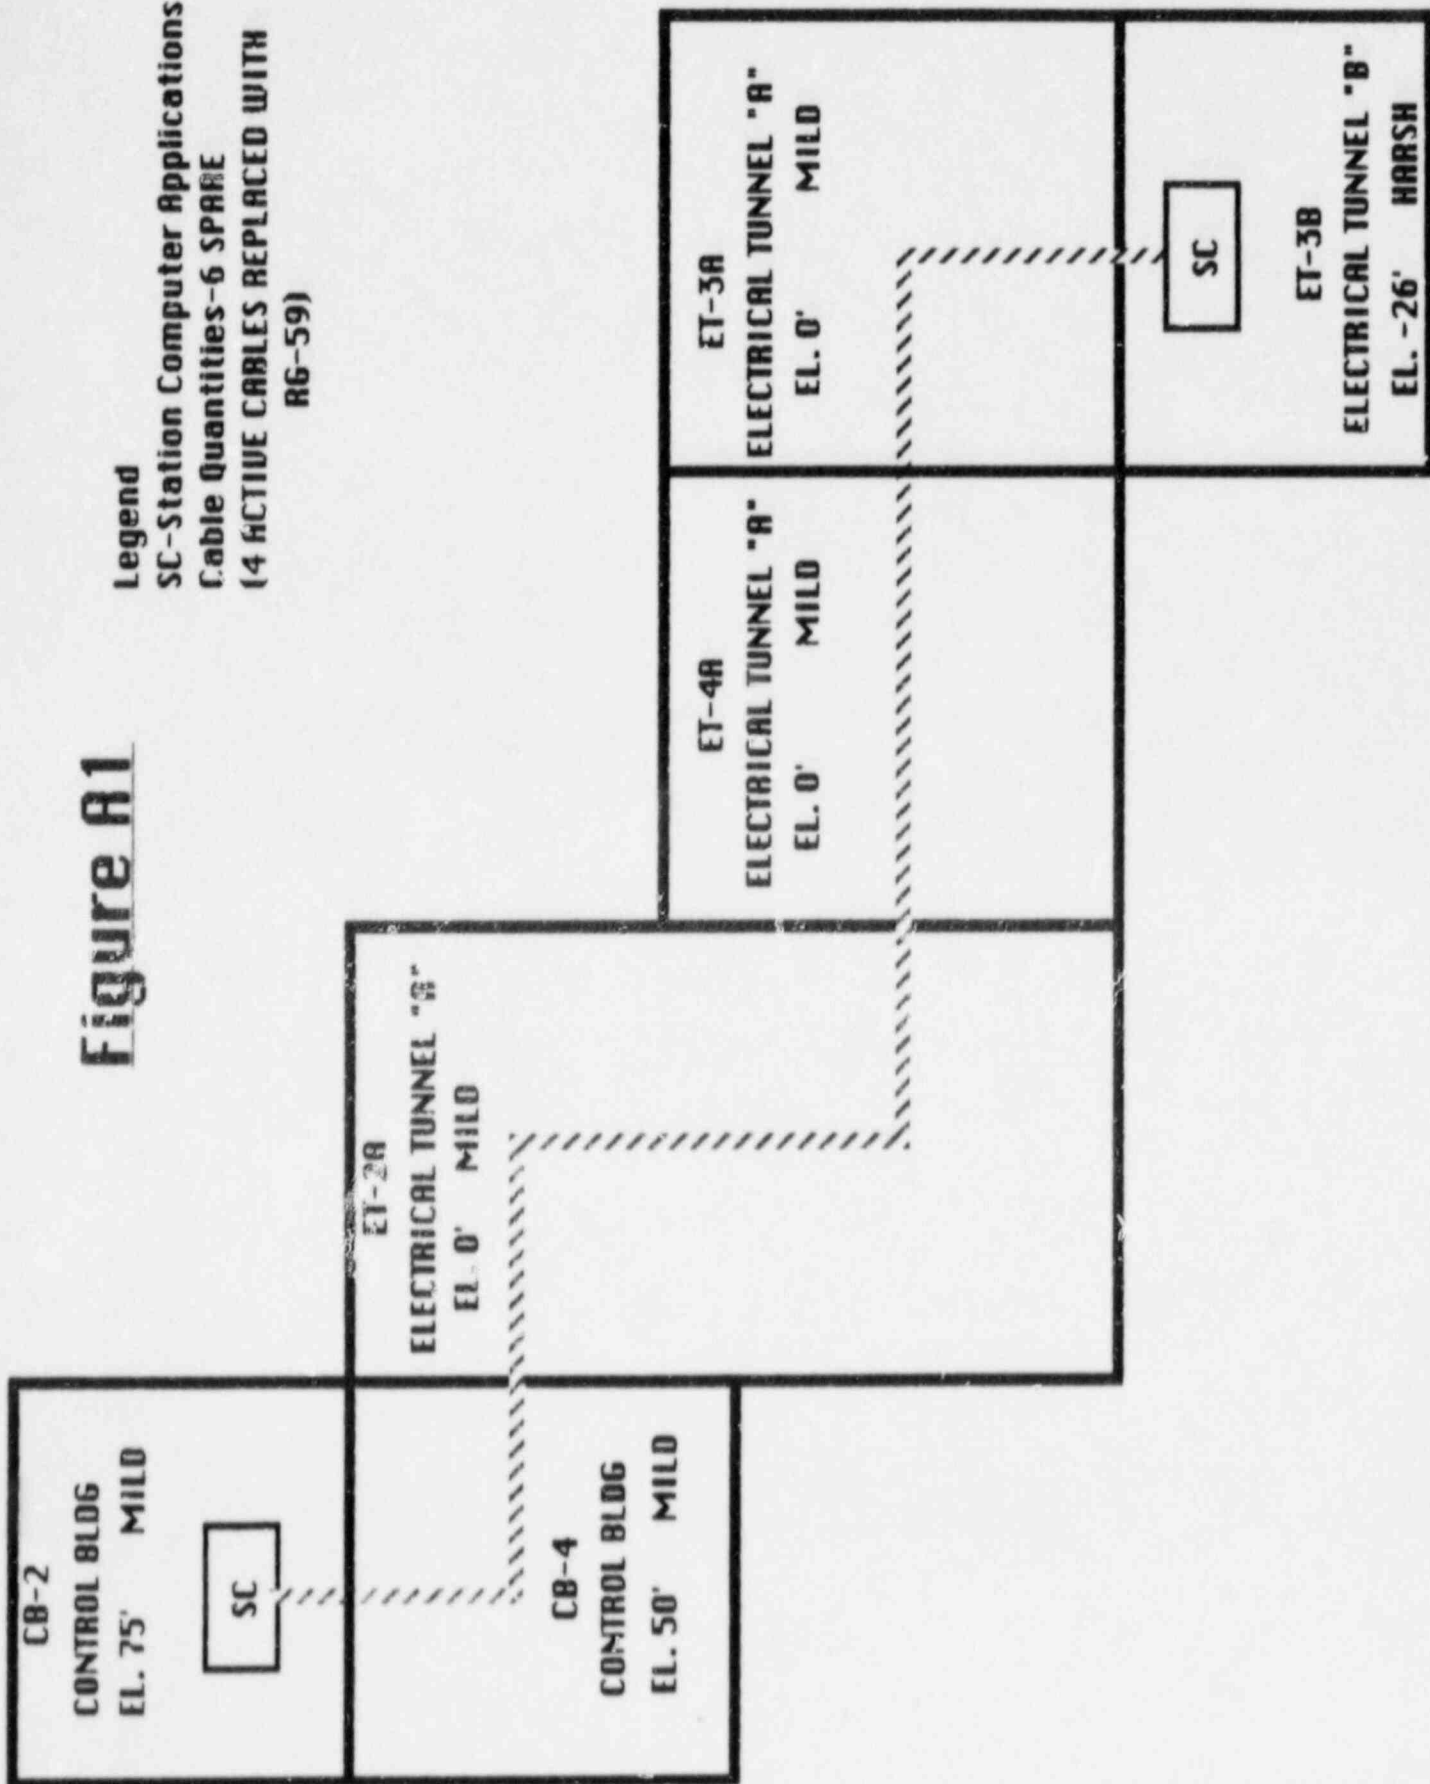 Figure A1
Legend
SC-Station Computer Applications
Cable Quantities-6 SPARE
(4 ACTIVE CABLES REPLACED WITH
RG-59)
CB-2
CONTROL BLDG
EL. 75' MILD
SC
CB-4
CONTROL BLDG
EL. 50' MILD
ET-2A
ELECTRICAL TUNNEL "A"
EL. 0' MILD
ET-4A
ELECTRICAL TUNNEL "A"
EL. 0' MILD
ET-3A
ELECTRICAL TUNNEL "A"
EL. 0' MILD
SC
ET-3B
ELECTRICAL TUNNEL "B"
EL. -26' HARSH